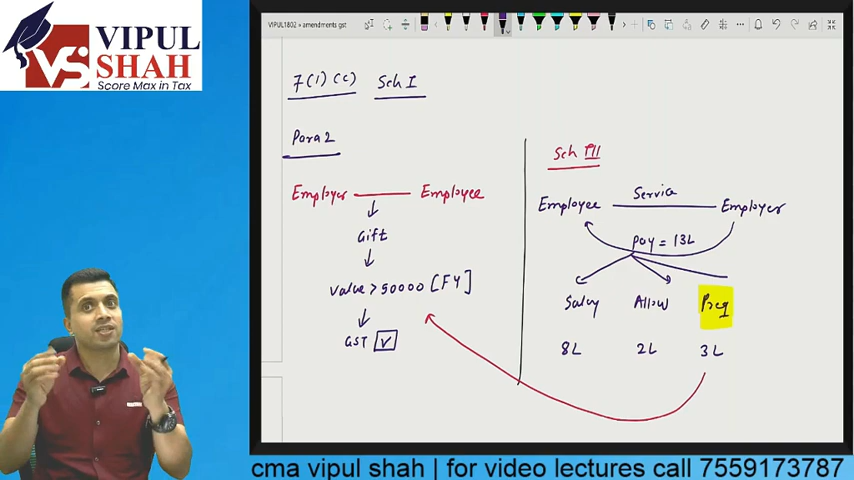 VIPUL
SHAH
VS
Score Max in Tax
VIPUL1802 + amendments gst
7(1)(c) Sch I
Para 2
Employer Employee
Gift
Value > 50000 [FY]
GST
Sch III
Service
Employee Employer
Pay = 13L
Salary Allow Preq
8L 2L 3L
cma vipul shah | for video lectures call 7559173787